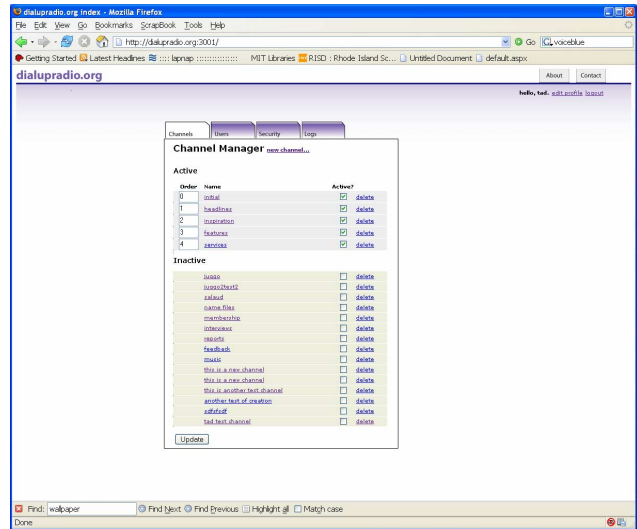 dialupradio.org index - Mozilla Firefox
File Edit View Go Bookmarks ScrapBook Tools Help
http://dialupradio.org:3001/ Go voiceblue
Getting Started Latest Headlines :::: lapnap :::::::::::::::: MIT Libraries RISD : Rhode Island Sc... Untitled Document default.aspx
dialupradio.org About Contact
hello, tad. edit profile logout
Channels Users Security Logs
Channel Manager new channel...
Active
Order Name Active?
0 initial delete
1 headlines delete
2 inspiration delete
3 features delete
4 services delete
Inactive
juggo delete
juggo2test2 delete
salaud delete
name files delete
membership delete
interviews delete
reports delete
feedback delete
music delete
this is a new channel delete
this is a new channel delete
this is another test channel delete
another test of creation delete
sdfsfsdf delete
tad test channel delete
Update
Find: wallpaper Find Next Find Previous Highlight all Match case
Done